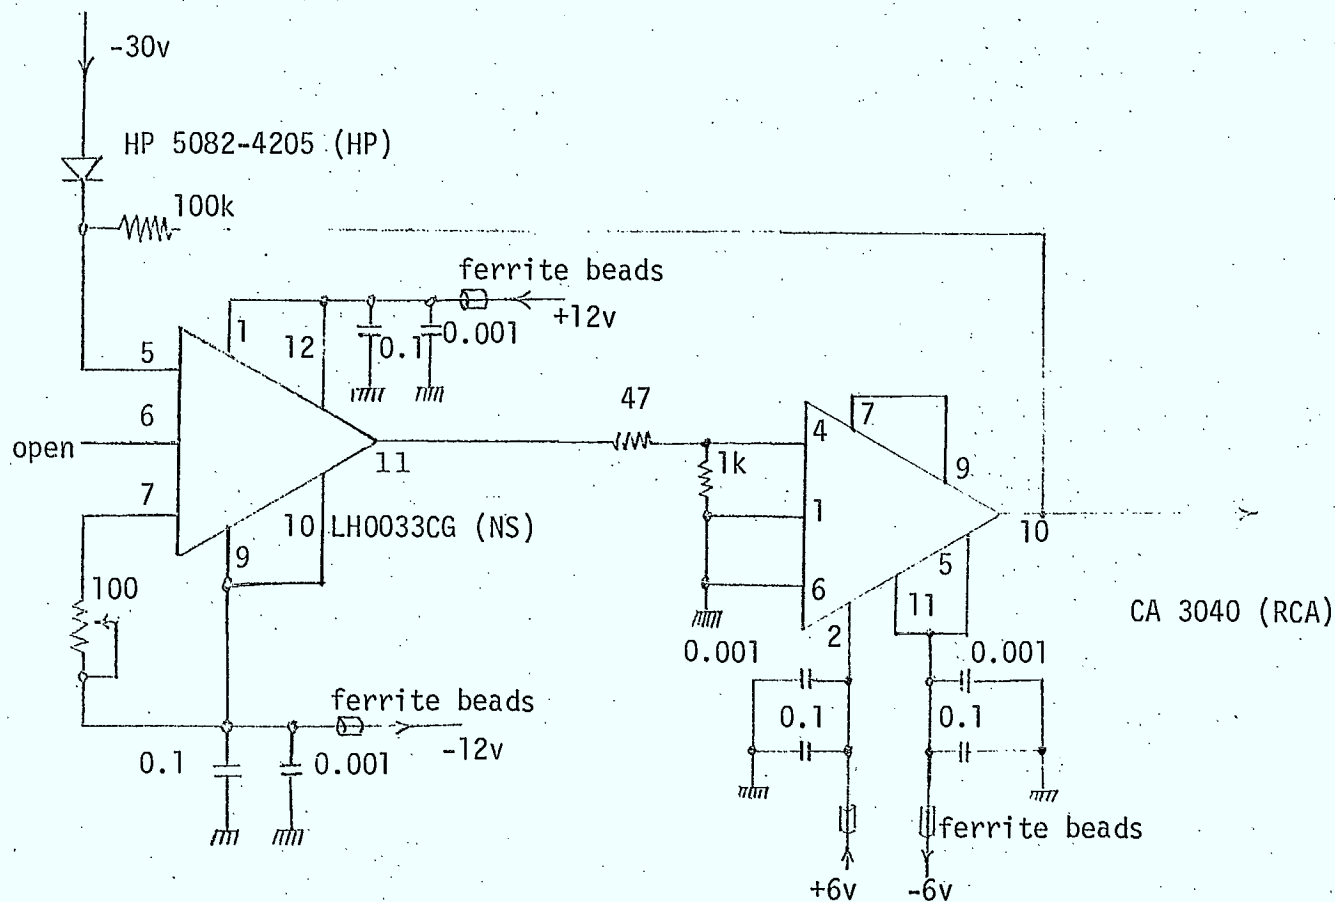 -30v
HP 5082-4205 (HP)
100k
ferrite beads
+12v
1
12
0.1
0.001
5
6
open
7
11
10 LH0033CG (NS)
9
100
47
4
7
1k
9
1
6
10
5
11
2
CA 3040 (RCA)
0.001
0.001
0.1
0.1
ferrite beads
-12v
0.1
0.001
ferrite beads
+6v
-6v